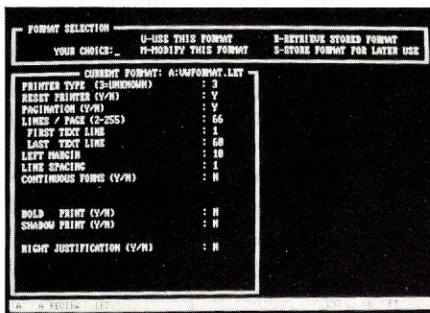 FORMAT SELECTION
U-USE THIS FORMAT R-RETRIEVE STORED FORMAT
YOUR CHOICE:_ M-MODIFY THIS FORMAT S-STORE FORMAT FOR LATER USE
CURRENT FORMAT: A:VWFORMAT.LET
PRINTER TYPE (3=UNKNOWN) : 3
RESET PRINTER (Y/N) : Y
PAGINATION (Y/N) : Y
LINES / PAGE (2-255) : 66
FIRST TEXT LINE : 1
LAST TEXT LINE : 60
LEFT MARGIN : 10
LINE SPACING : 1
CONTINUOUS FORMS (Y/N) : N
BOLD PRINT (Y/N) : N
SHADOW PRINT (Y/N) : N
RIGHT JUSTIFICATION (Y/N) : N